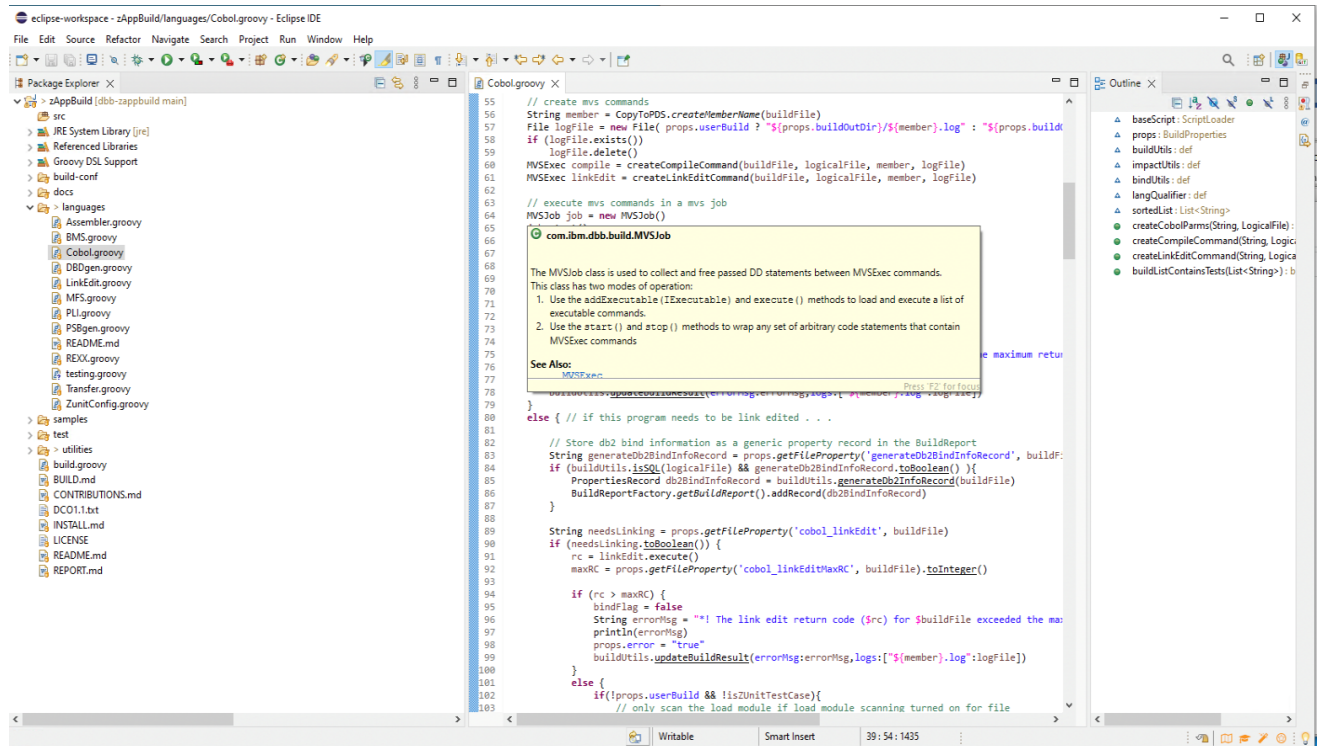 eclipse-workspace - zAppBuild/languages/Cobol.groovy - Eclipse IDE
File Edit Source Refactor Navigate Search Project Run Window Help
Package Explorer
> zAppBuild [dbb-zappbuild main]
src
JRE System Library [jre]
Referenced Libraries
Groovy DSL Support
build-conf
docs
> languages
Assembler.groovy
BMS.groovy
Cobol.groovy
DBDgen.groovy
LinkEdit.groovy
MFS.groovy
PLI.groovy
PSBgen.groovy
README.md
REXX.groovy
testing.groovy
Transfer.groovy
ZunitConfig.groovy
samples
test
> utilities
build.groovy
BUILD.md
CONTRIBUTIONS.md
DCO1.1.txt
INSTALL.md
LICENSE
README.md
REPORT.md
Cobol.groovy
55 // create mvs commands
56 String member = CopyToPDS.createMemberName(buildFile)
57 File logFile = new File( props.userBuild ? "${props.buildOutDir}/${member}.log" : "${props.build
58 if (logFile.exists())
59 logFile.delete()
60 MVSExec compile = createCompileCommand(buildFile, logicalFile, member, logFile)
61 MVSExec linkEdit = createLinkEditCommand(buildFile, logicalFile, member, logFile)
62
63 // execute mvs commands in a mvs job
64 MVSJob job = new MVSJob()
65
66
67
68
69
70
71
72
73
74
75 e maximum retur
76
77
78 buildUtils.updateBuildResult(errorMsg:errorMsg,logs:["${member}.log":logFile])
79 }
80 else { // if this program needs to be link edited . . .
81
82 // Store db2 bind information as a generic property record in the BuildReport
83 String generateDb2BindInfoRecord = props.getFileProperty('generateDb2BindInfoRecord', buildF
84 if (buildUtils.isSQL(logicalFile) && generateDb2BindInfoRecord.toBoolean() ){
85 PropertiesRecord db2BindInfoRecord = buildUtils.generateDb2InfoRecord(buildFile)
86 BuildReportFactory.getBuildReport().addRecord(db2BindInfoRecord)
87 }
88
89 String needsLinking = props.getFileProperty('cobol_linkEdit', buildFile)
90 if (needsLinking.toBoolean()) {
91 rc = linkEdit.execute()
92 maxRC = props.getFileProperty('cobol_linkEditMaxRC', buildFile).toInteger()
93
94 if (rc > maxRC) {
95 bindFlag = false
96 String errorMsg = "*! The link edit return code ($rc) for $buildFile exceeded the max
97 println(errorMsg)
98 props.error = "true"
99 buildUtils.updateBuildResult(errorMsg:errorMsg,logs:["${member}.log":logFile])
100 }
101 else {
102 if(!props.userBuild && !isZUnitTestCase){
103 // only scan the load module if load module scanning turned on for file
com.ibm.dbb.build.MVSJob
The MVSJob class is used to collect and free passed DD statements between MVSExec commands.
This class has two modes of operation:
1. Use the addExecutable(IExecutable) and execute() methods to load and execute a list of
executable commands.
2. Use the start() and stop() methods to wrap any set of arbitrary code statements that contain
MVSExec commands
See Also:
MVSExec
Press 'F2' for focus
Outline
baseScript : ScriptLoader
props : BuildProperties
buildUtils : def
impactUtils : def
bindUtils : def
langQualifier : def
sortedList : List<String>
createCobolParms(String, LogicalFile) :
createCompileCommand(String, Logica
createLinkEditCommand(String, Logica
buildListContainsTests(List<String>) : b
Writable
Smart Insert
39 : 54 : 1435